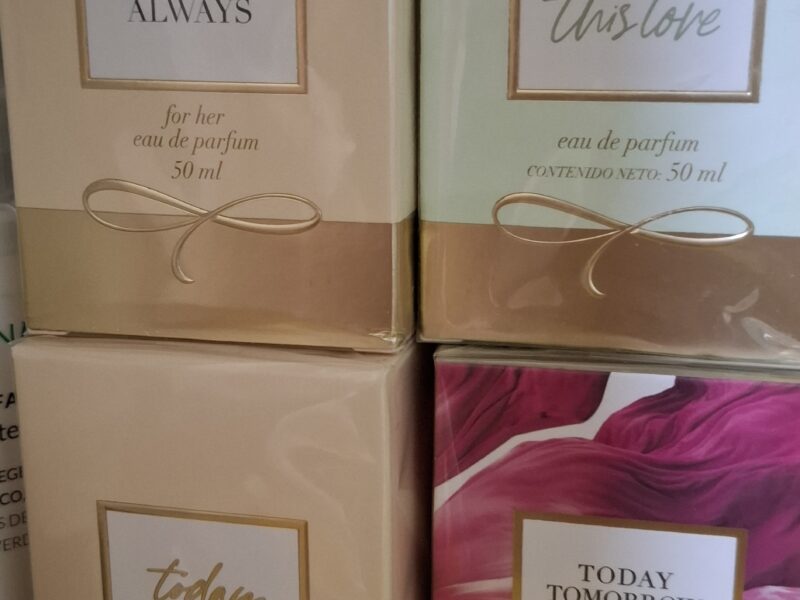 ALWAYS
for her
eau de parfum
50 ml
this love
eau de parfum
CONTENIDO NETO: 50 ml
today
TODAY
TOMORROW